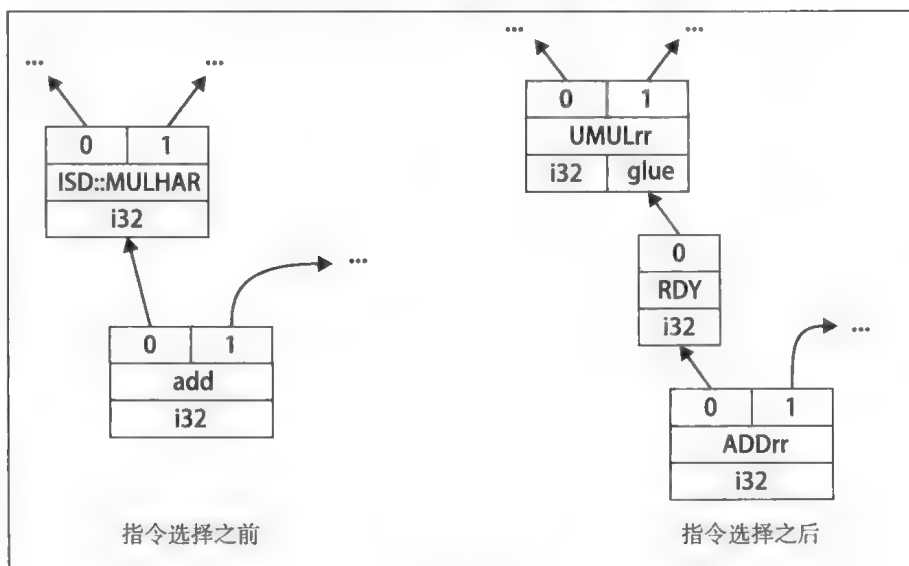 ... ...
0 1
ISD::MULHAR
i32
...
0 1
add
i32
指令选择之前
... ...
0 1
UMULrr
i32 glue
0
RDY
i32
...
0 1
ADDrr
i32
指令选择之后